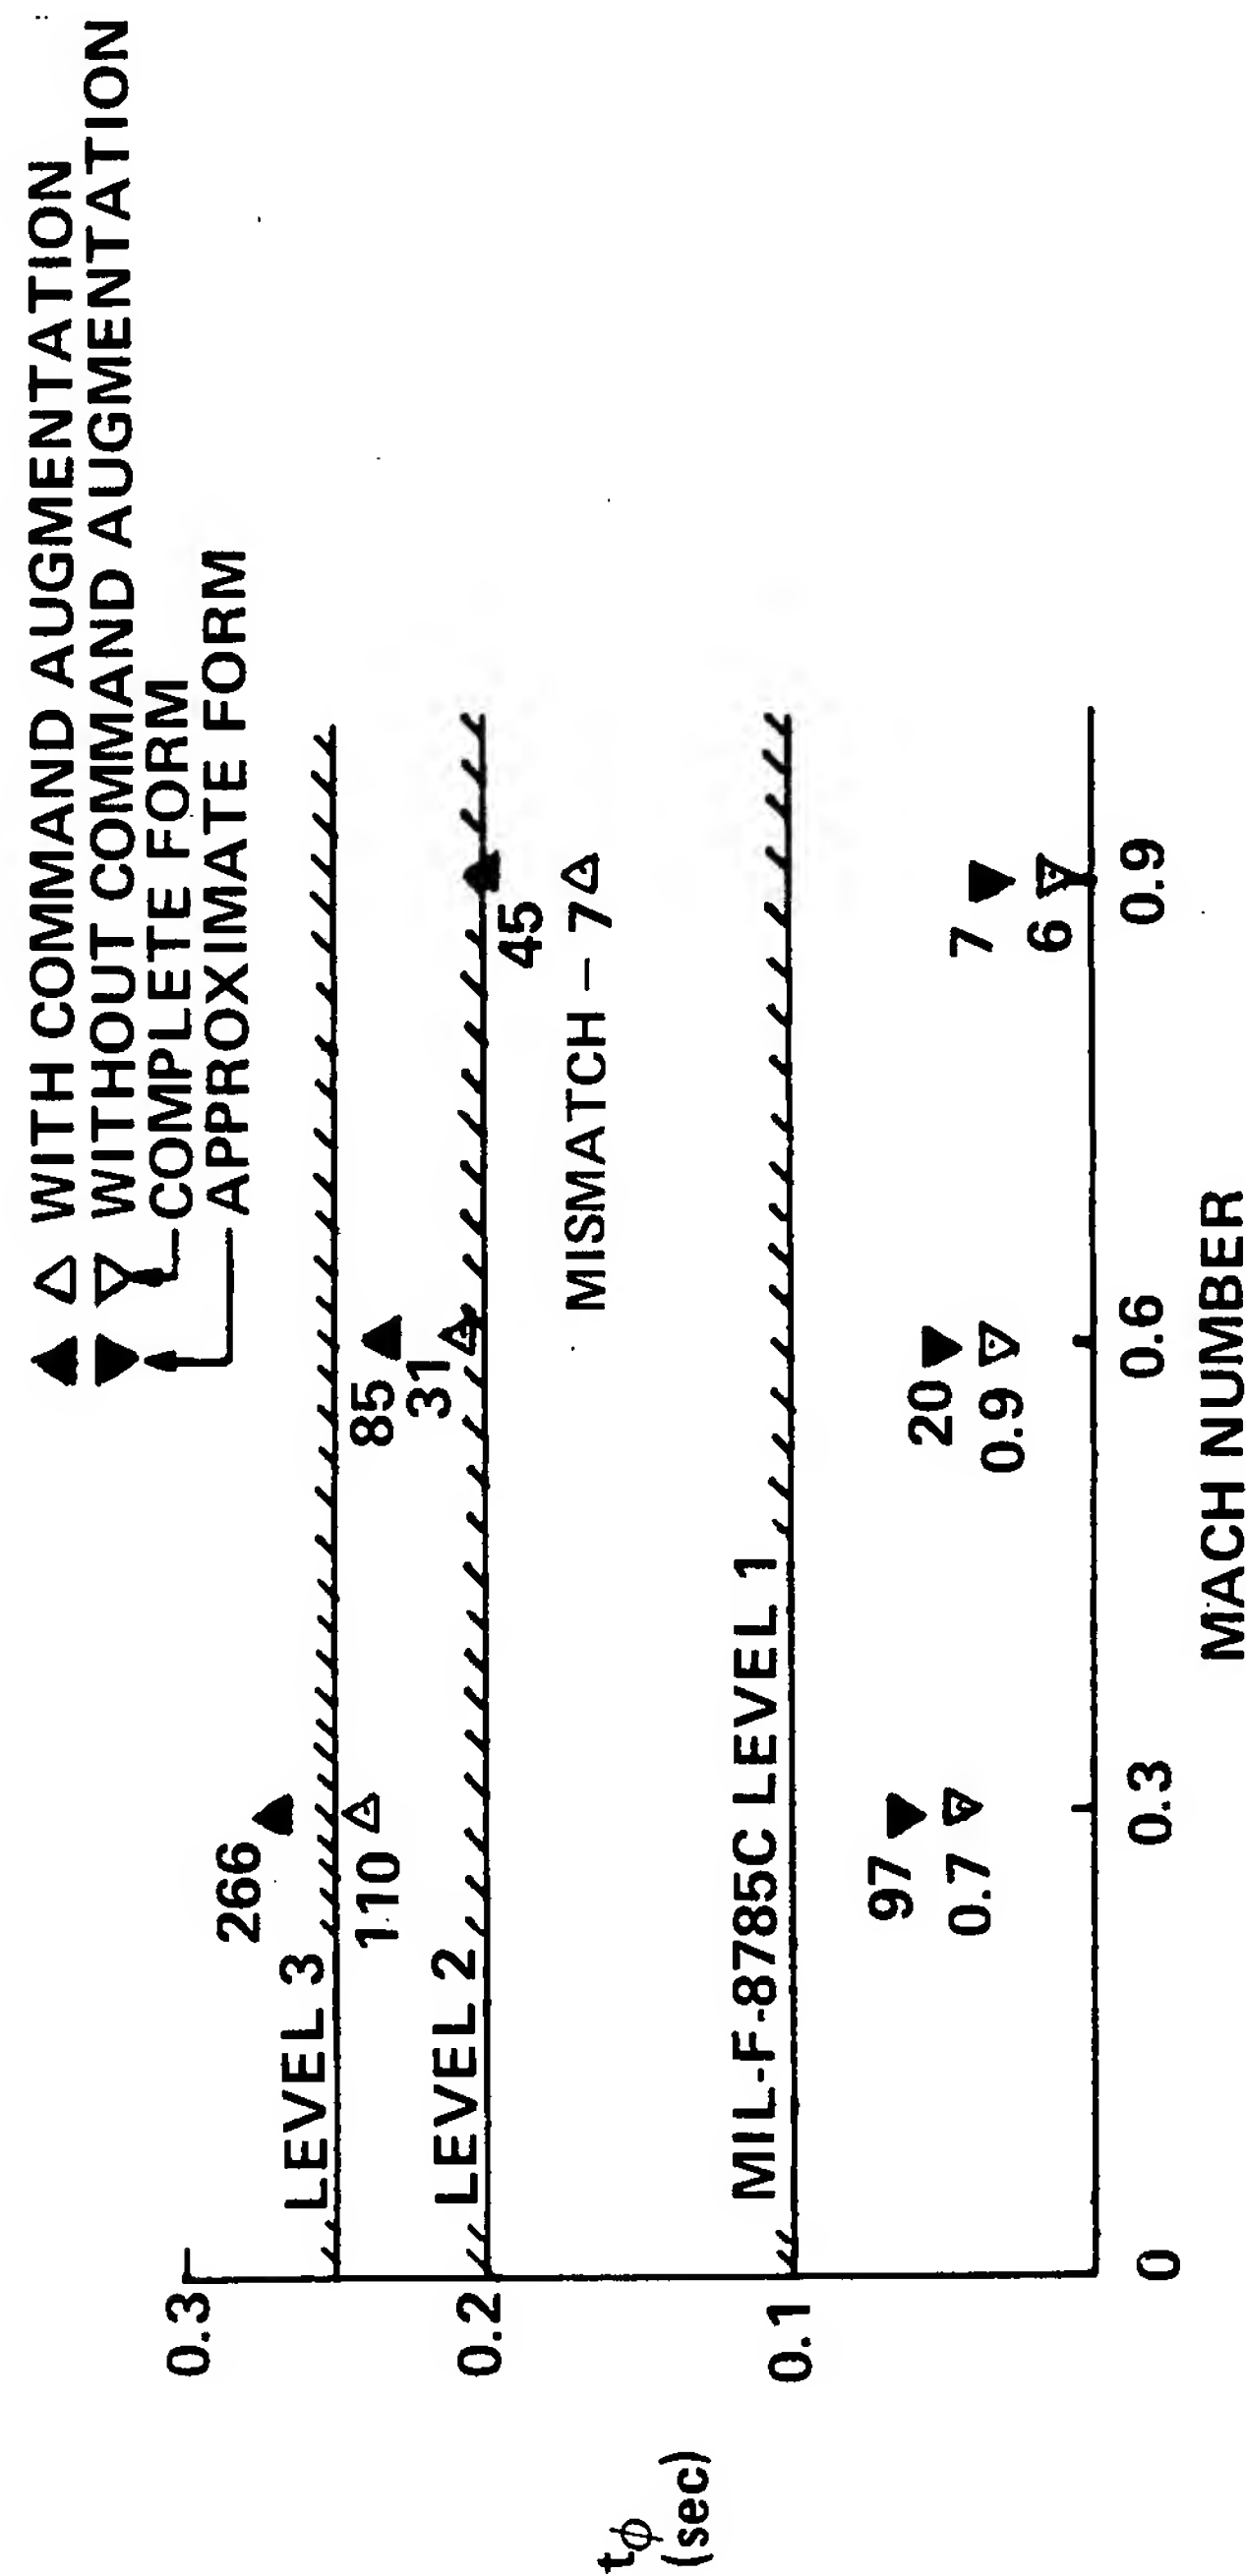 WITH COMMAND AUGMENTATION
WITHOUT COMMAND AUGMENTATION
COMPLETE FORM
APPROXIMATE FORM
0.3
266
LEVEL 3
110
85
31
LEVEL 2
0.2
45
MISMATCH – 7
tϕ
(sec)
MIL-F-8785C LEVEL 1
0.1
97
0.7
20
0.9
7
6
0
0.3
0.6
0.9
MACH NUMBER